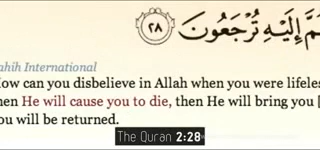 ثُمَّ إِلَيْهِ تُرْجَعُونَ ٢٨
ahih International
ow can you disbelieve in Allah when you were lifeles
hen He will cause you to die, then He will bring you [
ou will be returned.
The Quran 2:28